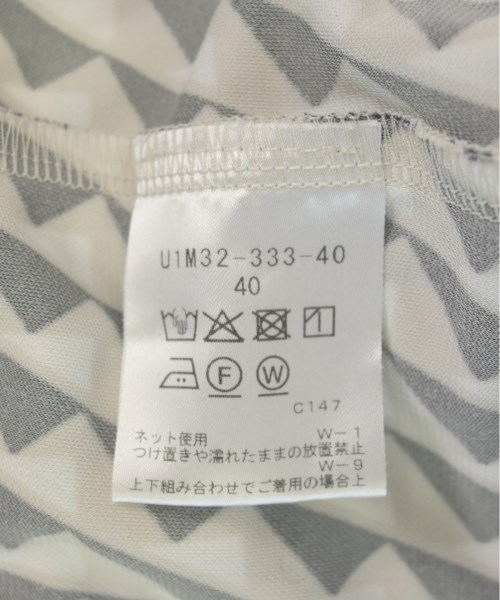 U1M32-333-40
40
F W
C147
ネット使用 W-1
つけ置きや濡れたままの放置禁止
W-9
上下組み合わせでご着用の場合上